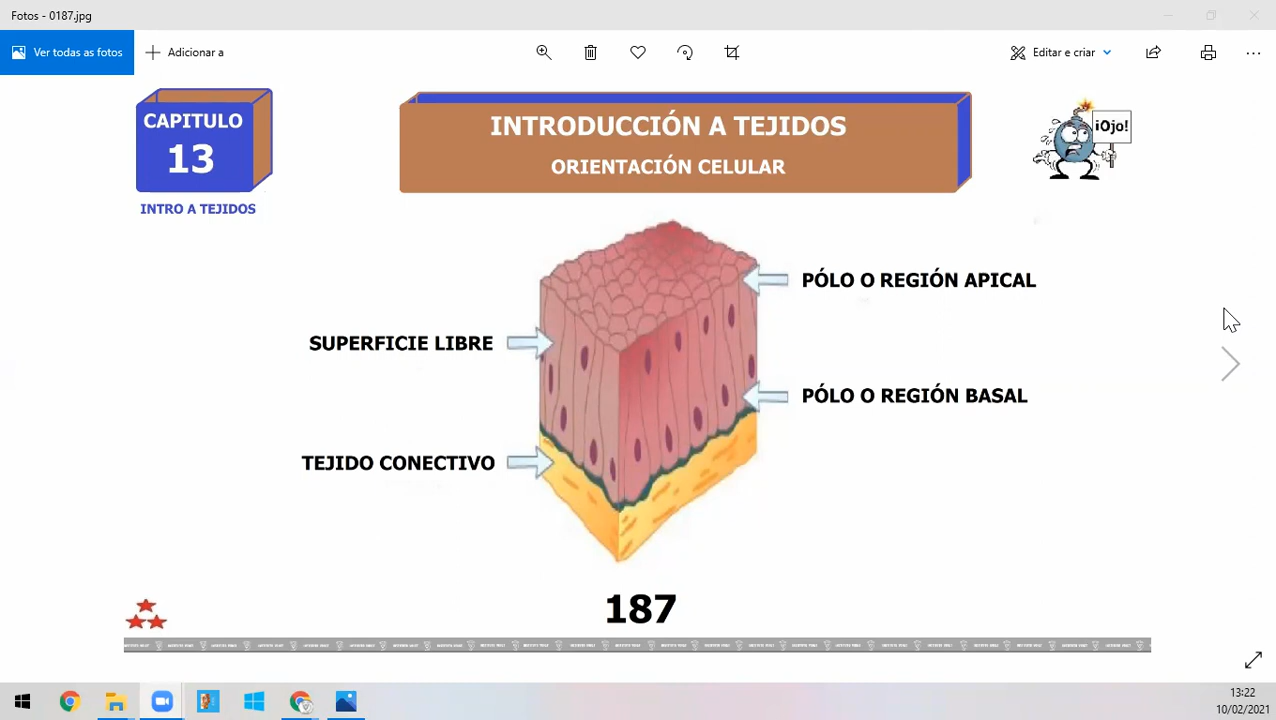 Fotos - 0187.jpg
Ver todas as fotos
Adicionar a
Editar e criar
CAPITULO
13
INTRO A TEJIDOS
INTRODUCCIÓN A TEJIDOS
ORIENTACIÓN CELULAR
¡Ojo!
PÓLO O REGIÓN APICAL
SUPERFICIE LIBRE
PÓLO O REGIÓN BASAL
TEJIDO CONECTIVO
187
13:22
10/02/2021